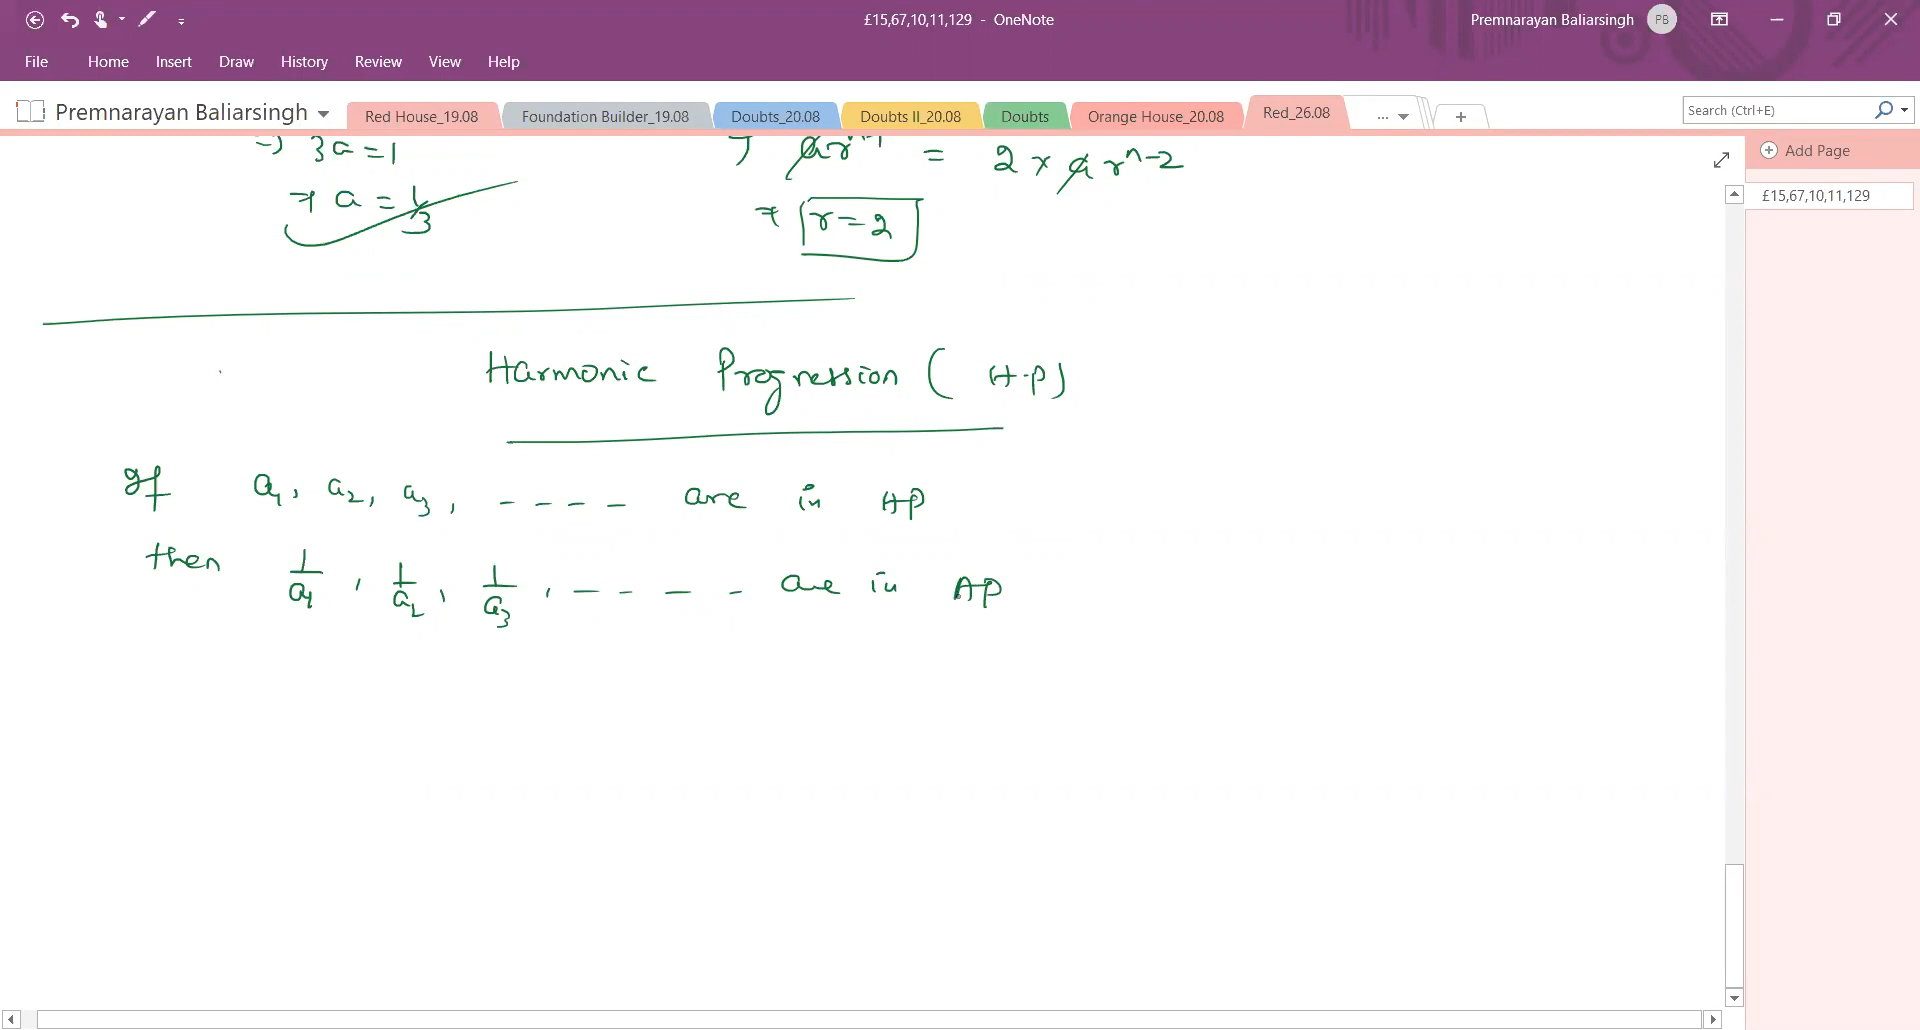 £15,67,10,11,129 - OneNote
Premnarayan Baliarsingh PB
File Home Insert Draw History Review View Help
Premnarayan Baliarsingh
Red House_19.08 Foundation Builder_19.08 Doubts_20.08 Doubts II_20.08 Doubts Orange House_20.08 Red_26.08 ... +
Search (Ctrl+E)
Add Page
£15,67,10,11,129
=> 3a = 1
=> a = 1/3
=> ar^n-1 = 2 x a r^n-2
=> r = 2
Harmonic Progression ( H.P)
If a1, a2, a3, ---- are in HP
then 1/a1, 1/a2, 1/a3, ---- are in AP